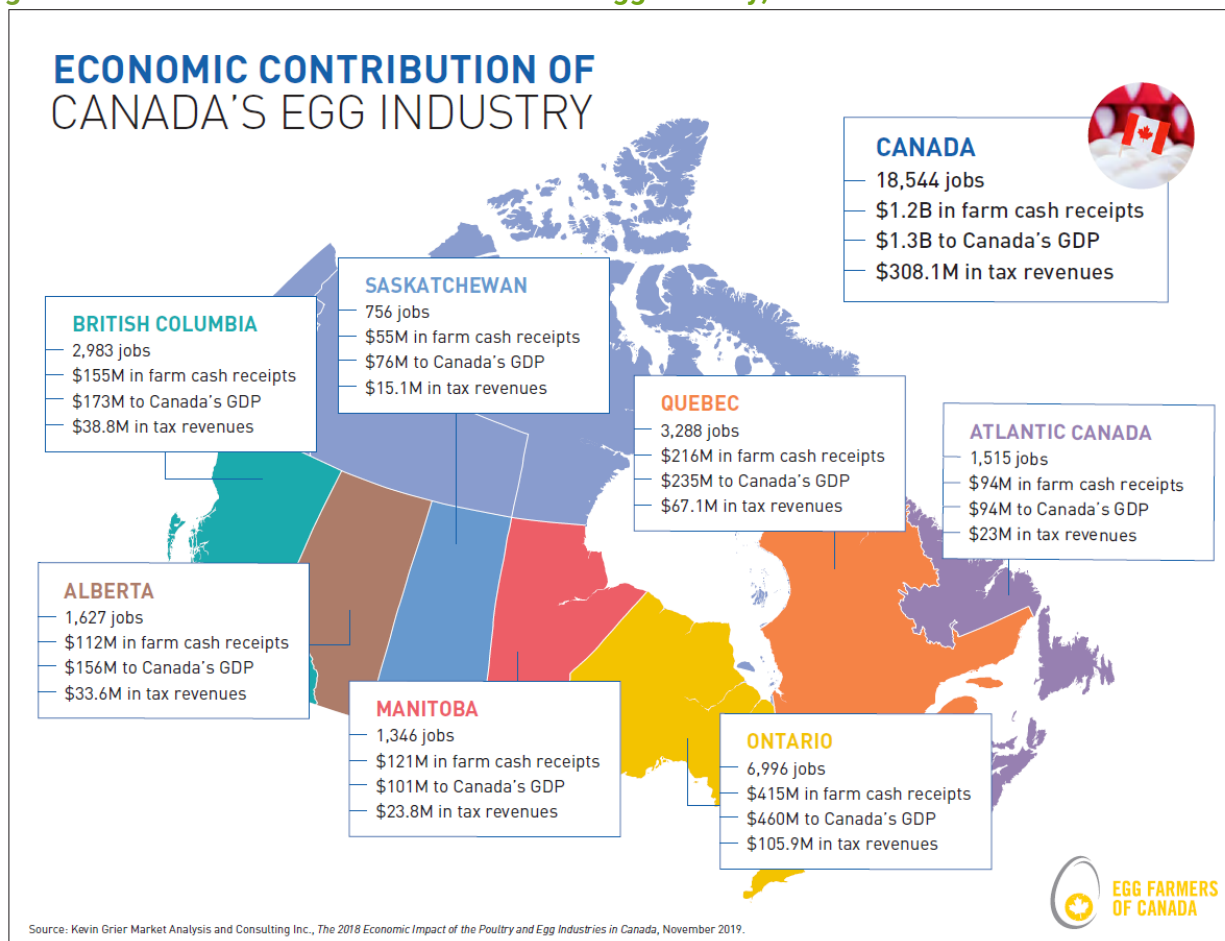 ECONOMIC CONTRIBUTION OF
CANADA'S EGG INDUSTRY
CANADA
18,544 jobs
$1.2B in farm cash receipts
$1.3B to Canada's GDP
$308.1M in tax revenues
SASKATCHEWAN
756 jobs
$55M in farm cash receipts
$76M to Canada's GDP
$15.1M in tax revenues
BRITISH COLUMBIA
2,983 jobs
$155M in farm cash receipts
$173M to Canada's GDP
$38.8M in tax revenues
QUEBEC
3,288 jobs
$216M in farm cash receipts
$235M to Canada's GDP
$67.1M in tax revenues
ATLANTIC CANADA
1,515 jobs
$94M in farm cash receipts
$94M to Canada's GDP
$23M in tax revenues
ALBERTA
1,627 jobs
$112M in farm cash receipts
$156M to Canada's GDP
$33.6M in tax revenues
MANITOBA
1,346 jobs
$121M in farm cash receipts
$101M to Canada's GDP
$23.8M in tax revenues
ONTARIO
6,996 jobs
$415M in farm cash receipts
$460M to Canada's GDP
$105.9M in tax revenues
EGG FARMERS
OF CANADA
Source: Kevin Grier Market Analysis and Consulting Inc., The 2018 Economic Impact of the Poultry and Egg Industries in Canada, November 2019.